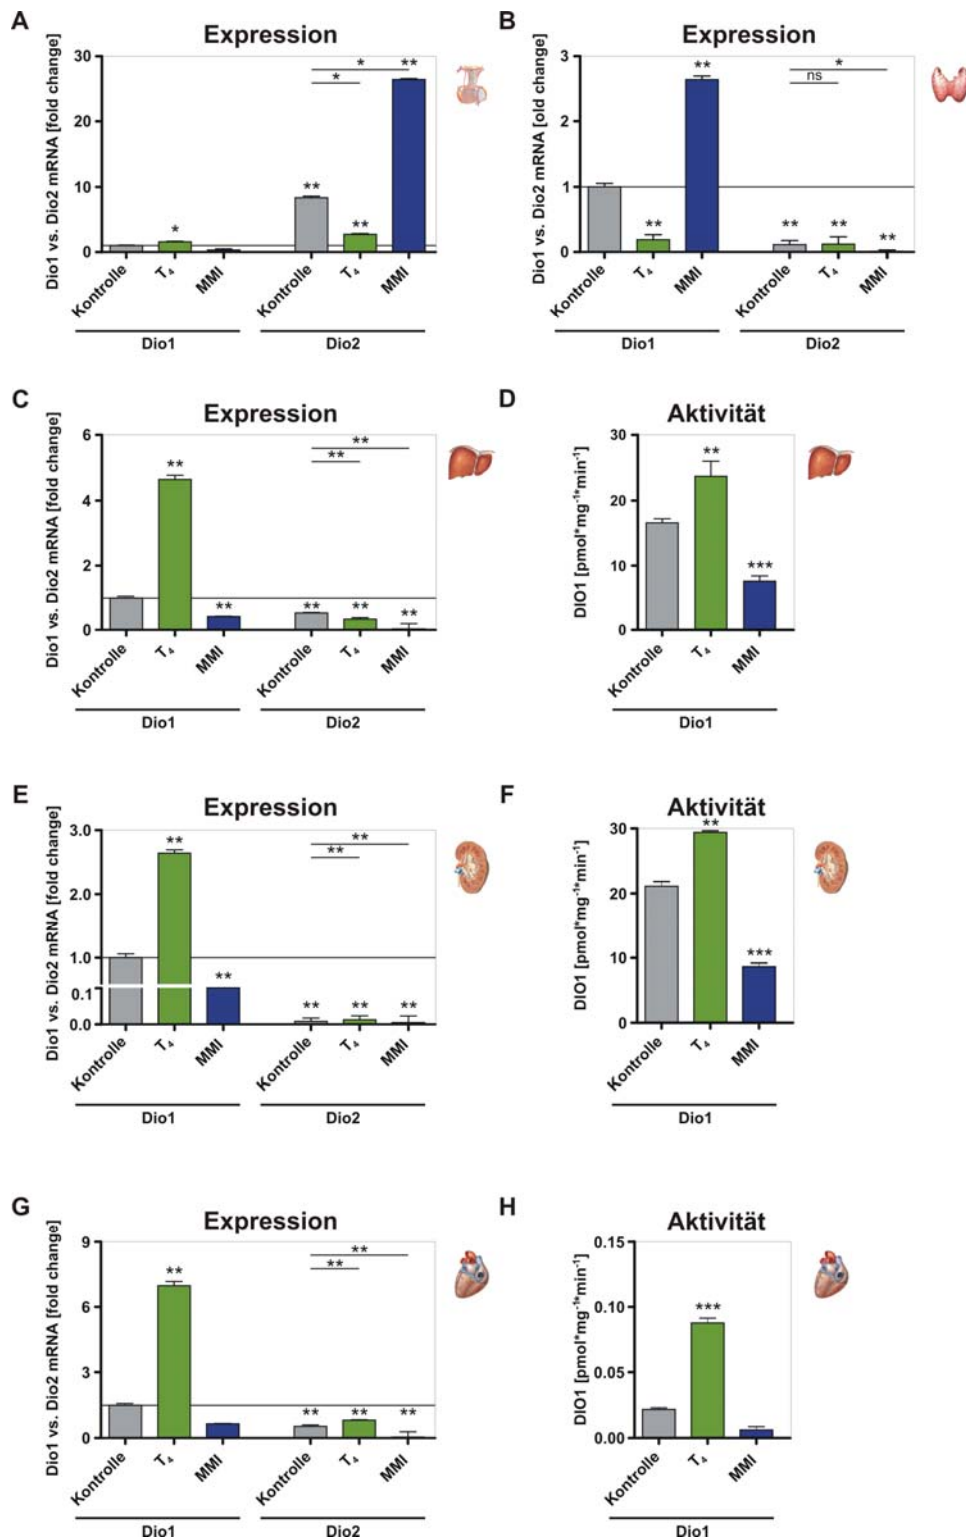 A
Expression
Dio1 vs. Dio2 mRNA [fold change]
30
20
10
0
*
**
**
**
*
*
Kontrolle
T₄
MMI
Kontrolle
T₄
MMI
Dio1
Dio2
B
Expression
Dio1 vs. Dio2 mRNA [old change]
3
2
1
0
**
**
**
**
**
ns
*
Kontrolle
T₄
MMI
Kontrolle
T₄
MMI
Dio1
Dio2
C
Expression
Dio1 vs. Dio2 mRNA [fold change]
6
4
2
0
**
**
**
**
**
**
**
Kontrolle
T₄
MMI
Kontrolle
T₄
MMI
Dio1
Dio2
D
Aktivität
DIO1 [pmol*mg⁻¹*min⁻¹]
30
20
10
0
**
***
Kontrolle
T₄
MMI
Dio1
E
Expression
Dio1 vs. Dio2 mRNA [fold change]
3.0
2.0
1.0
0.1
0.0
**
**
**
**
**
**
**
Kontrolle
T₄
MMI
Kontrolle
T₄
MMI
Dio1
Dio2
F
Aktivität
DIO1 [pmol*mg⁻¹*min⁻¹]
30
20
10
0
**
***
Kontrolle
T₄
MMI
Dio1
G
Expression
Dio1 vs. Dio2 mRNA [fold change]
9
6
3
0
**
**
**
**
**
**
Kontrolle
T₄
MMI
Kontrolle
T₄
MMI
Dio1
Dio2
H
Aktivität
DIO1 [pmol*mg⁻¹*min⁻¹]
0.15
0.10
0.05
0.00
***
Kontrolle
T₄
MMI
Dio1